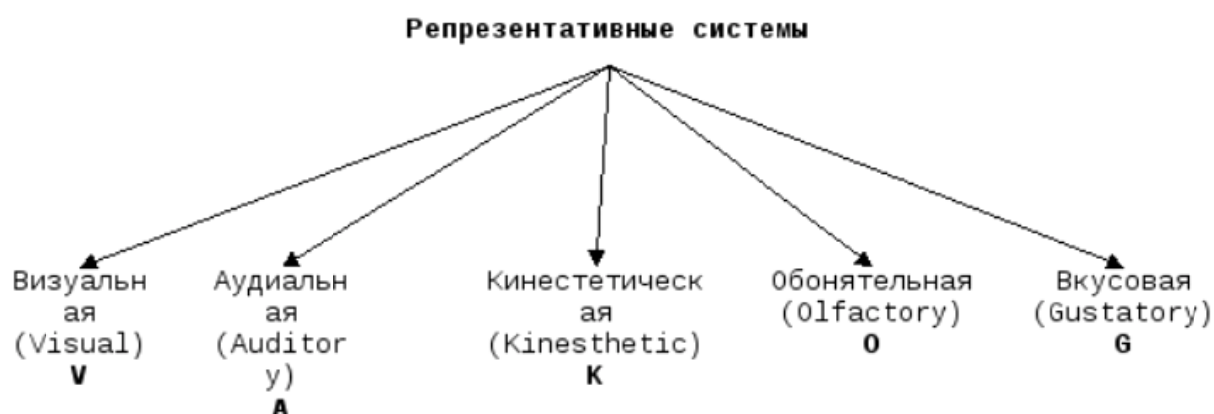 Репрезентативные системы
Визуальн
ая
(Visual)
V
Аудиальн
ая
(Auditor
y)
A
Кинестетическ
ая
(Kinesthetic)
K
Обонятельная
(Olfactory)
O
Вкусовая
(Gustatory)
G